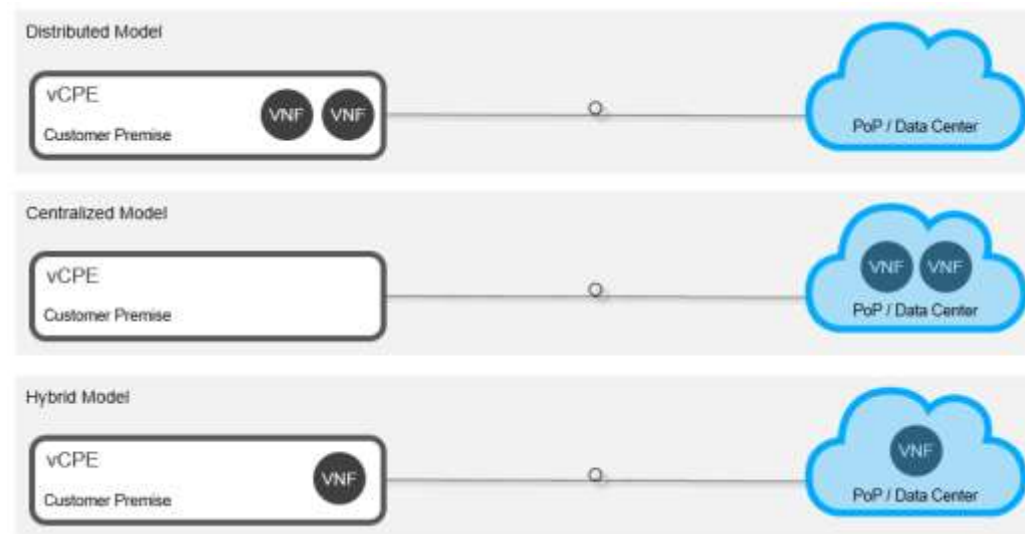 Distributed Model
vCPE
Customer Premise
VNF VNF
PoP / Data Center
Centralized Model
vCPE
Customer Premise
VNF VNF
PoP / Data Center
Hybrid Model
vCPE
Customer Premise
VNF
VNF
PoP / Data Center